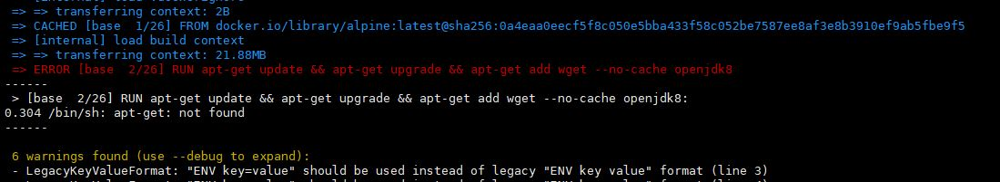 => => transferring context: 2B
=> CACHED [base  1/26] FROM docker.io/library/alpine:latest@sha256:0a4eaa0eecf5f8c050e5bba433f58c052be7587ee8af3e8b3910ef9ab5fbe9f5
=> [internal] load build context
=> => transferring context: 21.88MB
=> ERROR [base  2/26] RUN apt-get update && apt-get upgrade && apt-get add wget --no-cache openjdk8
------
> [base  2/26] RUN apt-get update && apt-get upgrade && apt-get add wget --no-cache openjdk8:
0.304 /bin/sh: apt-get: not found
------
6 warnings found (use --debug to expand):
- LegacyKeyValueFormat: "ENV key=value" should be used instead of legacy "ENV key value" format (line 3)